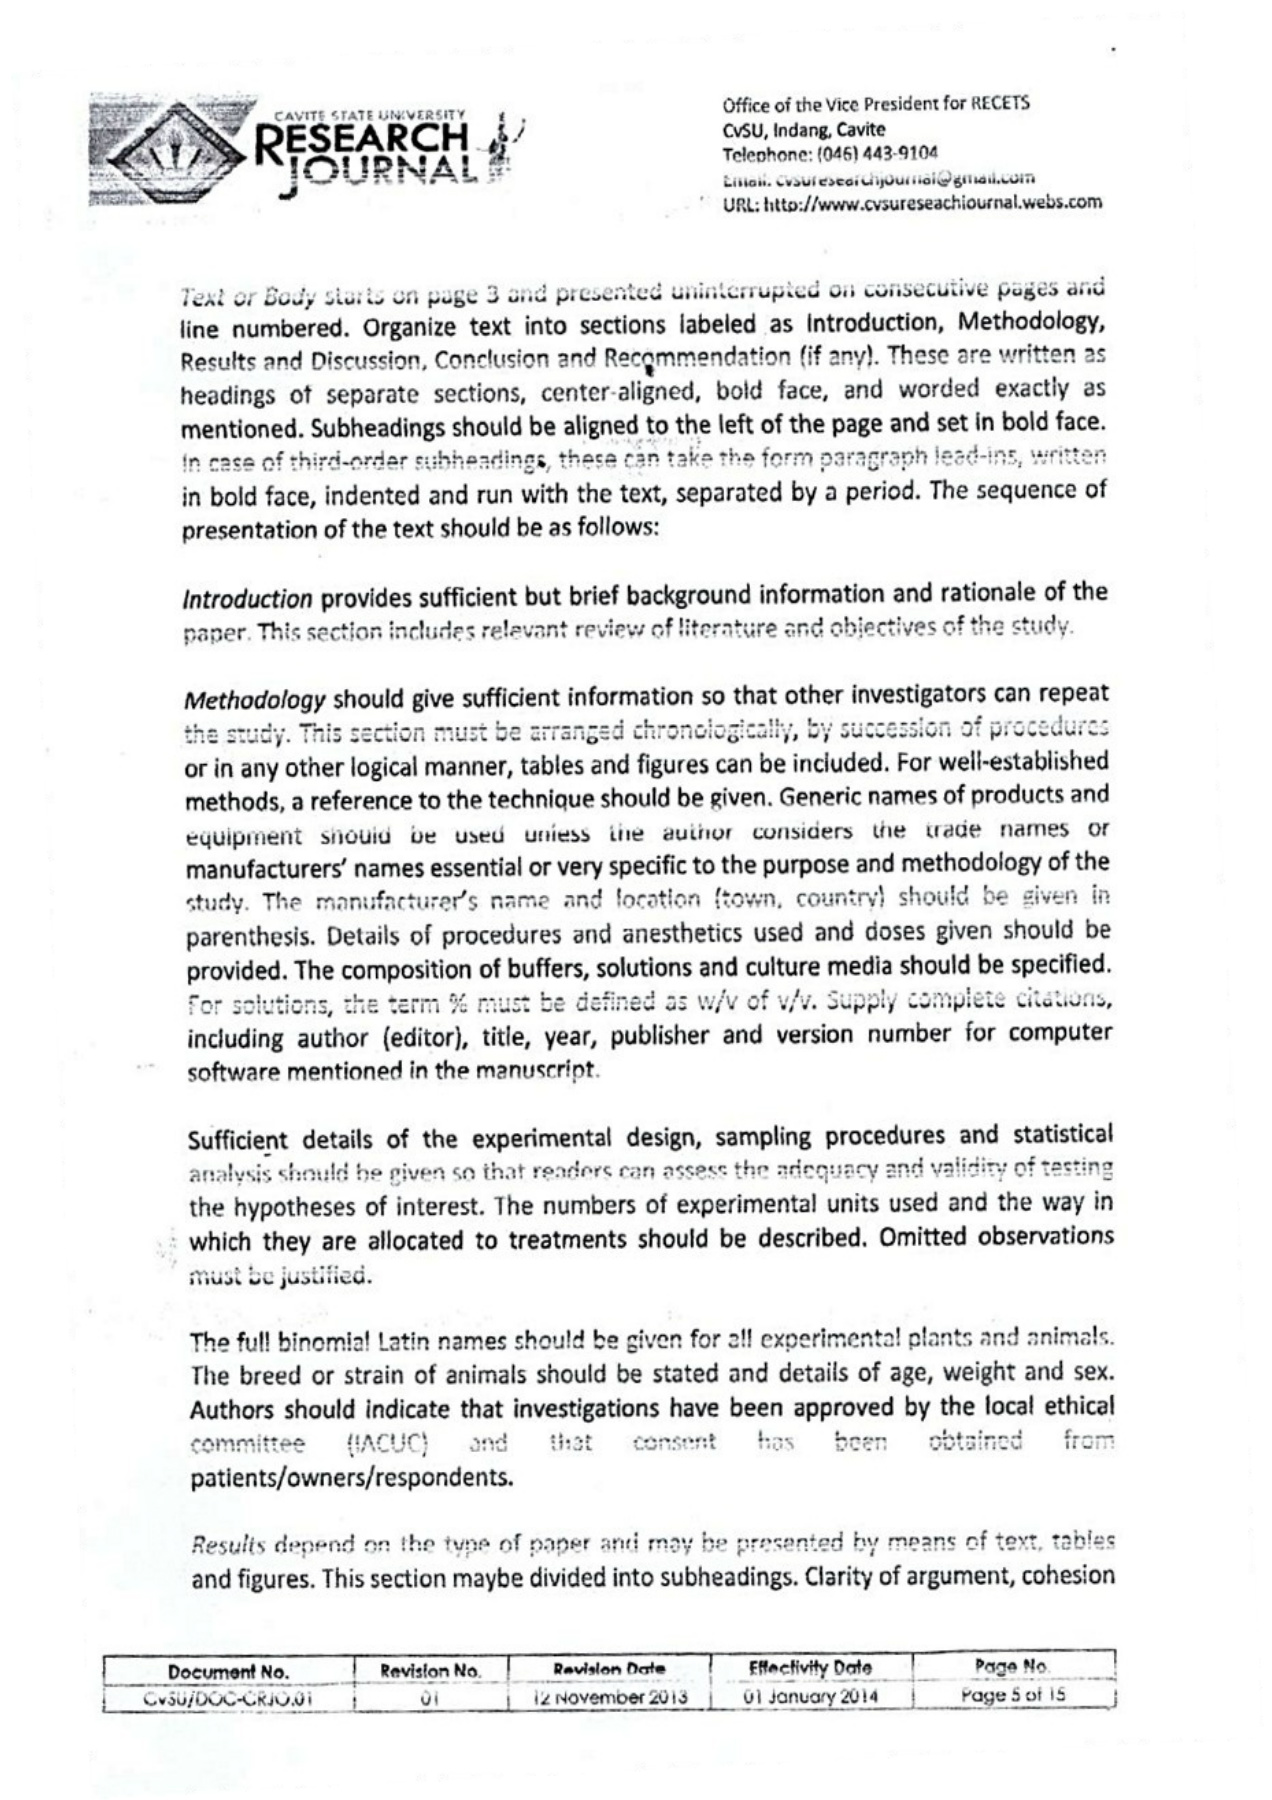 CAVITE STATE UNIVERSITY
RESEARCH
JOURNAL
Office of the Vice President for RECETS
CvSU, Indang, Cavite
Telephone: (046) 443-9104
Email: cvsuresearchjournal@gmail.com
URL: http://www.cvsureseachjournal.webs.com
Text or Body starts on page 3 and presented uninterrupted on consecutive pages and
line numbered. Organize text into sections labeled as Introduction, Methodology,
Results and Discussion, Conclusion and Recommendation (if any). These are written as
headings of separate sections, center-aligned, bold face, and worded exactly as
mentioned. Subheadings should be aligned to the left of the page and set in bold face.
In case of third-order subheadings, these can take the form paragraph lead-ins, written
in bold face, indented and run with the text, separated by a period. The sequence of
presentation of the text should be as follows:
Introduction provides sufficient but brief background information and rationale of the
paper. This section includes relevant review of literature and objectives of the study.
Methodology should give sufficient information so that other investigators can repeat
the study. This section must be arranged chronologically, by succession of procedures
or in any other logical manner, tables and figures can be included. For well-established
methods, a reference to the technique should be given. Generic names of products and
equipment should be used unless the author considers the trade names or
manufacturers' names essential or very specific to the purpose and methodology of the
study. The manufacturer's name and location (town, country) should be given in
parenthesis. Details of procedures and anesthetics used and doses given should be
provided. The composition of buffers, solutions and culture media should be specified.
For solutions, the term % must be defined as w/v of v/v. Supply complete citations,
including author (editor), title, year, publisher and version number for computer
software mentioned in the manuscript.
Sufficient details of the experimental design, sampling procedures and statistical
analysis should be given so that readers can assess the adequacy and validity of testing
the hypotheses of interest. The numbers of experimental units used and the way in
which they are allocated to treatments should be described. Omitted observations
must be justified.
The full binomial Latin names should be given for all experimental plants and animals.
The breed or strain of animals should be stated and details of age, weight and sex.
Authors should indicate that investigations have been approved by the local ethical
committee (IACUC) and that consent has been obtained from
patients/owners/respondents.
Results depend on the type of paper and may be presented by means of text, tables
and figures. This section maybe divided into subheadings. Clarity of argument, cohesion
Document No. Revision No. Revision Date Effectivity Date Page No.
CvSU/DOC-CRJO.01 01 12 November 2013 01 January 2014 Page 5 of 15